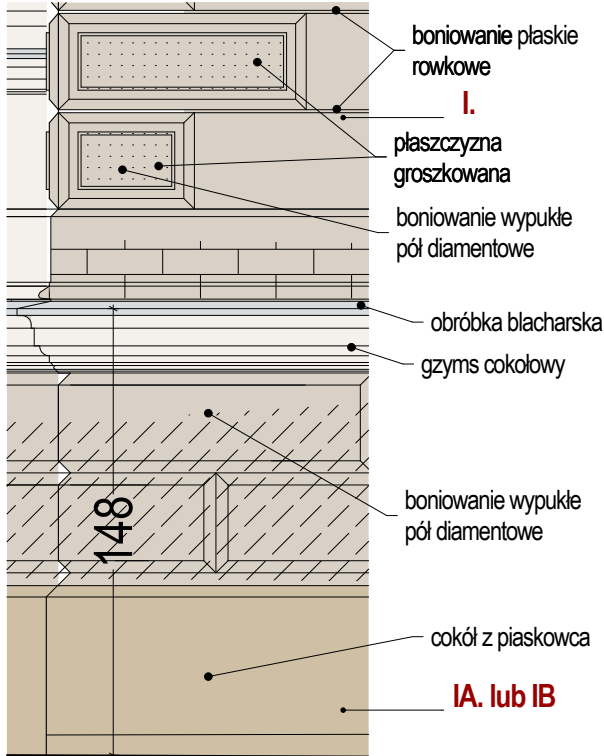 boniowanie płaskie
rowkowe
I.
płaszczyzna
groszkowana
boniowanie wypukłe
pół diamentowe
obróbka blacharska
gzyms cokołowy
148
boniowanie wypukłe
pół diamentowe
cokół z piaskowca
IA. lub IB